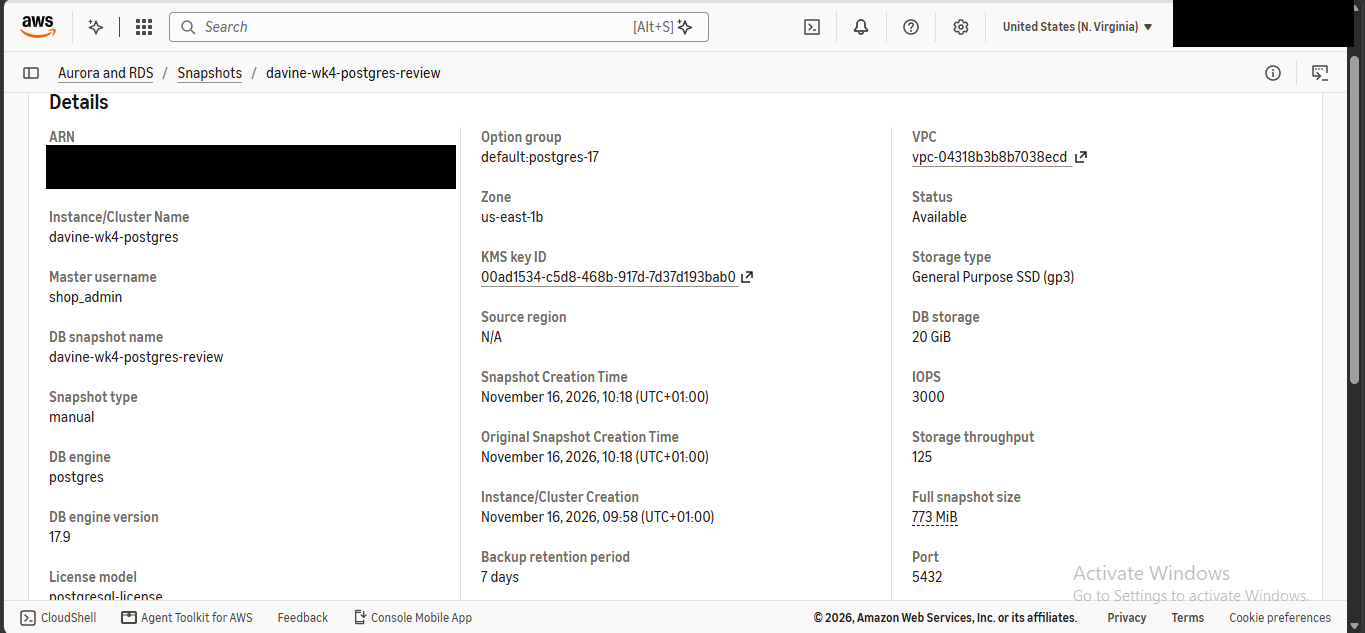 aws
Search
[Alt+S]
United States (N. Virginia)
Aurora and RDS / Snapshots / davine-wk4-postgres-review
Details
ARN
Instance/Cluster Name
davine-wk4-postgres
Master username
shop_admin
DB snapshot name
davine-wk4-postgres-review
Snapshot type
manual
DB engine
postgres
DB engine version
17.9
License model
postgresql-license
Option group
default:postgres-17
Zone
us-east-1b
KMS key ID
00ad1534-c5d8-468b-917d-7d37d193bab0
Source region
N/A
Snapshot Creation Time
November 16, 2026, 10:18 (UTC+01:00)
Original Snapshot Creation Time
November 16, 2026, 10:18 (UTC+01:00)
Instance/Cluster Creation
November 16, 2026, 09:58 (UTC+01:00)
Backup retention period
7 days
VPC
vpc-04318b3b8b7038ecd
Status
Available
Storage type
General Purpose SSD (gp3)
DB storage
20 GiB
IOPS
3000
Storage throughput
125
Full snapshot size
773 MiB
Port
5432
Activate Windows
Go to Settings to activate Windows.
CloudShell
Agent Toolkit for AWS
Feedback
Console Mobile App
© 2026, Amazon Web Services, Inc. or its affiliates.
Privacy
Terms
Cookie preferences